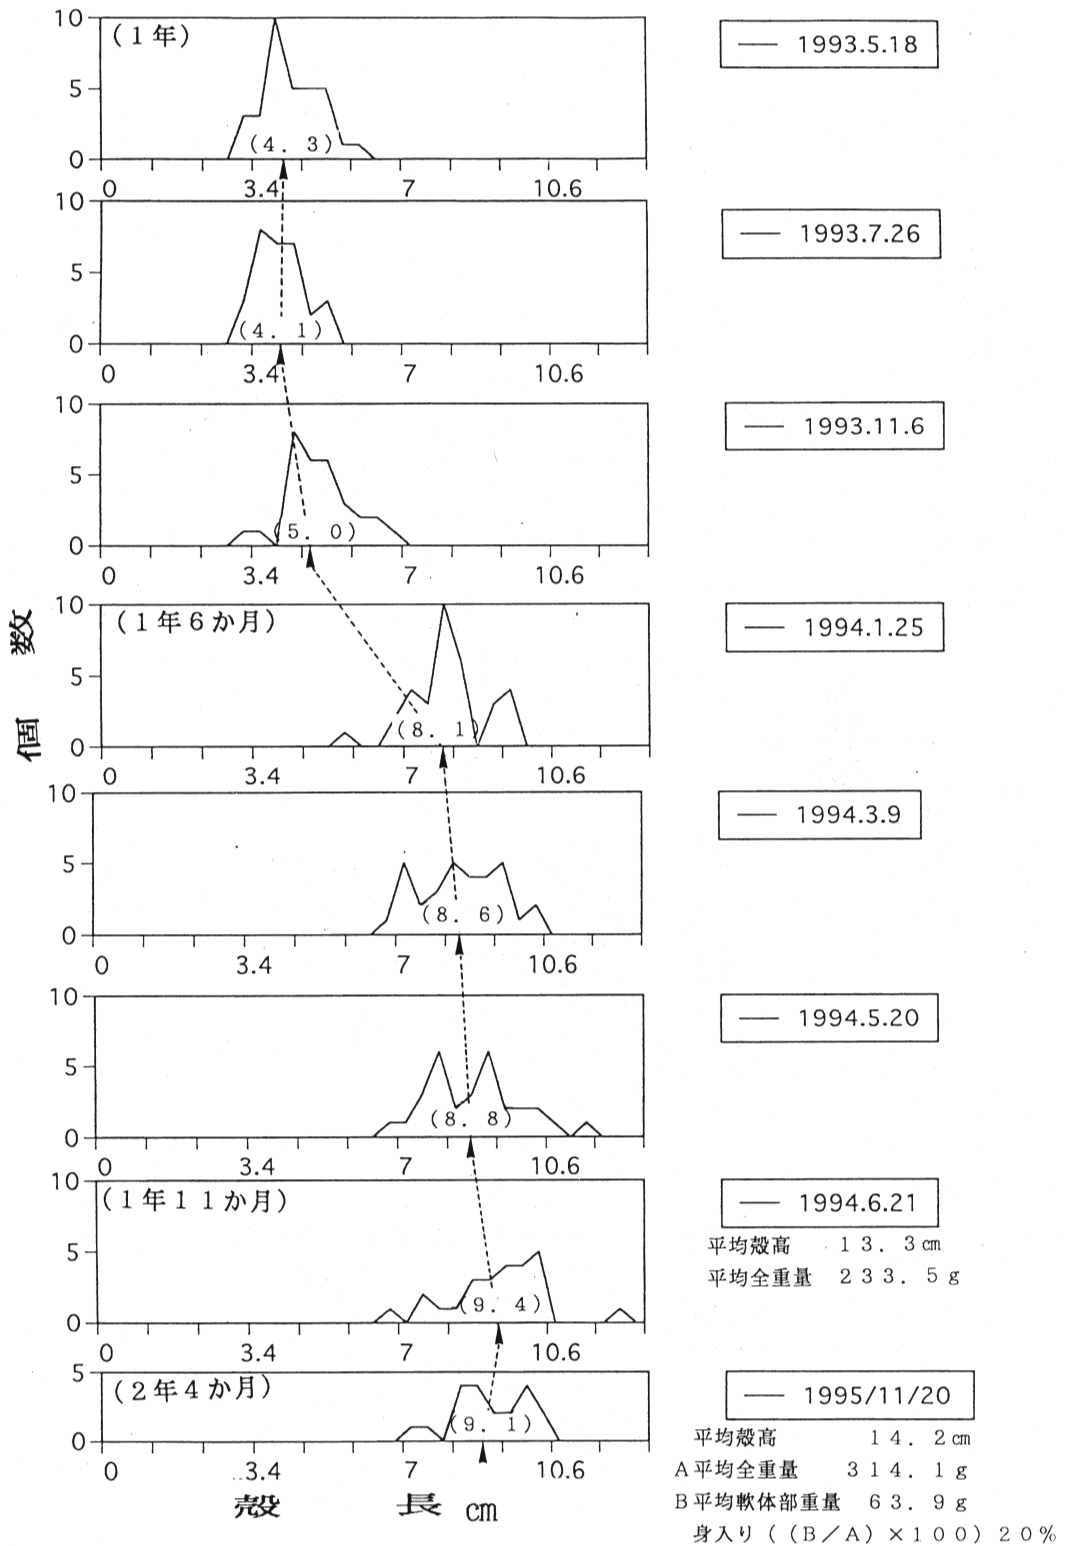 10
(1年)
1993.5.18
5
(4. 3)
0
0 3.4 7 10.6
10
1993.7.26
5
(4. 1)
0
0 3.4 7 10.6
10
1993.11.6
5
(5. 0)
0
0 3.4 7 10.6
10
(1年6か月)
1994.1.25
5
(8. 1)
0
0 3.4 7 10.6
個 数
10
1994.3.9
5
(8. 6)
0
0 3.4 7 10.6
10
1994.5.20
5
(8. 8)
0
0 3.4 7 10.6
10
(1年11か月)
1994.6.21
平均殻高 13. 3cm
平均全重量 233. 5g
5
(9. 4)
0
0 3.4 7 10.6
5
(2年4か月)
1995/11/20
(9. 1)
0
平均殻高 14. 2cm
A平均全重量 314. 1g
B平均軟体部重量 63. 9g
身入り((B/A)×100)20%
0 3.4 7 10.6
殻 長 cm